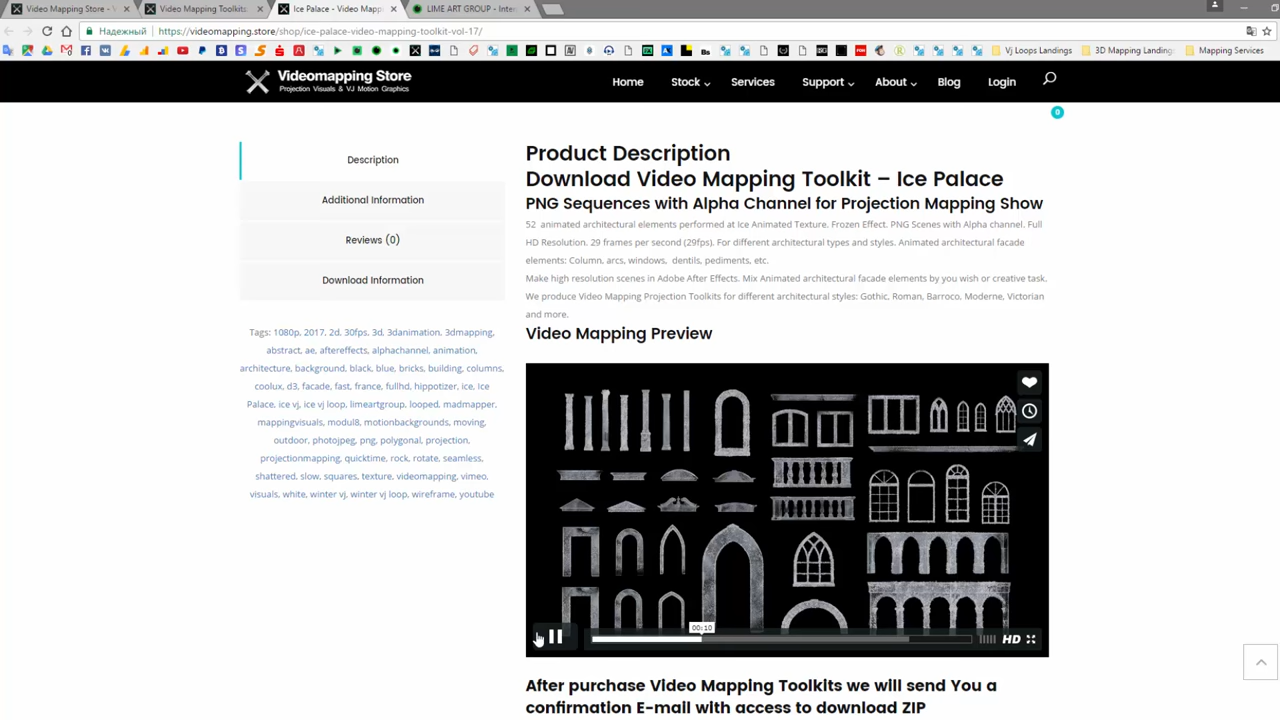 Video Mapping Store - V
Video Mapping Toolkits
Ice Palace - Video Mapp
LIME ART GROUP - Inter
Надежный
https://videomapping.store/shop/ice-palace-video-mapping-toolkit-vol-17/
Vj Loops Landings
3D Mapping Landing
Mapping Services
Videomapping Store
Projection Visuals & VJ Motion Graphics
Home
Stock
Services
Support
About
Blog
Login
0
Description
Additional Information
Reviews (0)
Download Information
Tags: 1080p, 2017, 2d, 30fps, 3d, 3danimation, 3dmapping,
abstract, ae, aftereffects, alphachannel, animation,
architecture, background, black, blue, bricks, building, columns,
coolux, d3, facade, fast, france, fullhd, hippotizer, ice, Ice
Palace, ice vj, ice vj loop, limeartgroup, looped, madmapper,
mappingvisuals, modul8, motionbackgrounds, moving,
outdoor, photojpeg, png, polygonal, projection,
projectionmapping, quicktime, rock, rotate, seamless,
shattered, slow, squares, texture, videomapping, vimeo,
visuals, white, winter vj, winter vj loop, wireframe, youtube
Product Description
Download Video Mapping Toolkit – Ice Palace
PNG Sequences with Alpha Channel for Projection Mapping Show
52 animated architectural elements performed at Ice Animated Texture. Frozen Effect. PNG Scenes with Alpha channel. Full
HD Resolution. 29 frames per second (29fps). For different architectural types and styles. Animated architectural facade
elements: Column, arcs, windows, dentils, pediments, etc.
Make high resolution scenes in Adobe After Effects. Mix Animated architectural facade elements by you wish or creative task.
We produce Video Mapping Projection Toolkits for different architectural styles: Gothic, Roman, Barroco, Moderne, Victorian
and more.
Video Mapping Preview
00:10
HD
After purchase Video Mapping Toolkits we will send You a
confirmation E-mail with access to download ZIP